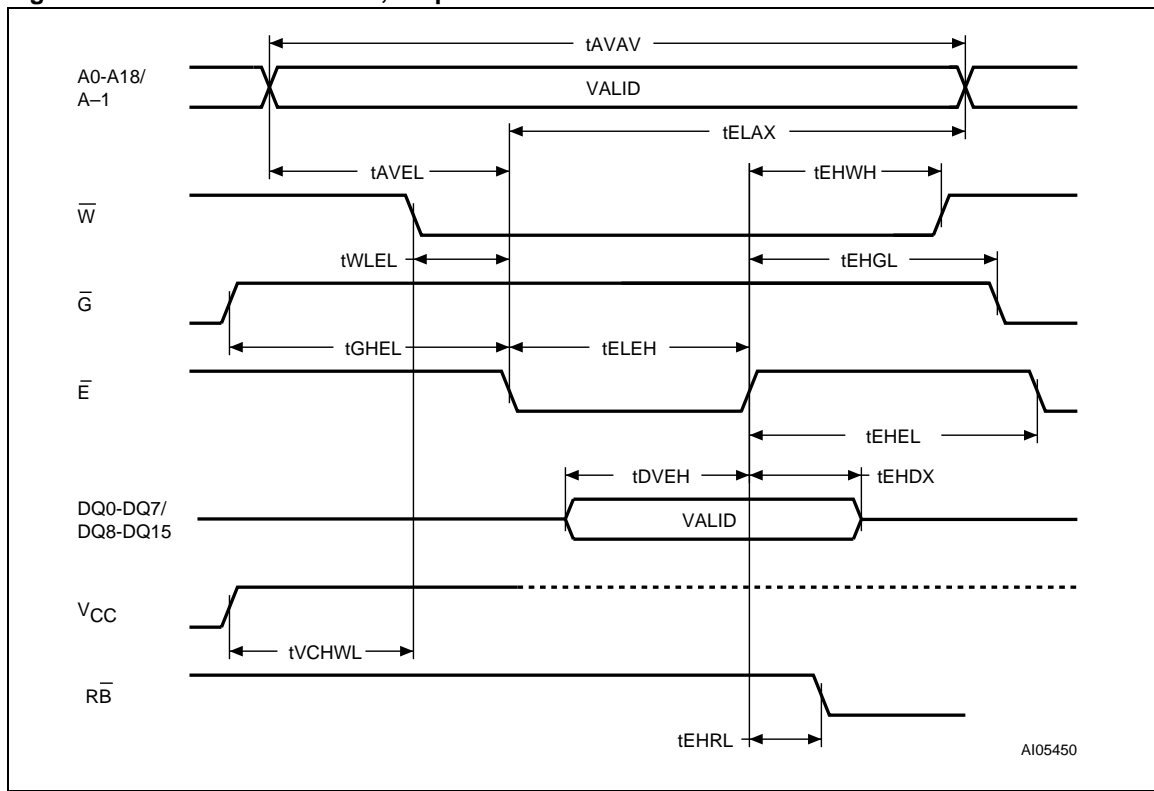 tAVAV
A0-A18/
A–1
VALID
tELAX
tAVEL
tEHWH
W̅
tWLEL
tEHGL
G̅
tGHEL
tELEH
E̅
tEHEL
tDVEH
tEHDX
DQ0-DQ7/
DQ8-DQ15
VALID
VCC
tVCHWL
RB̅
tEHRL
AI05450